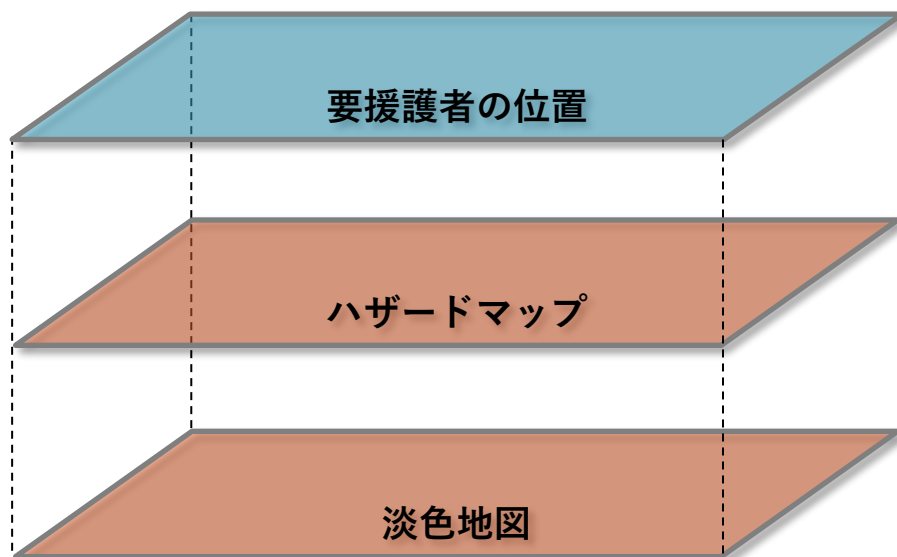 要援護者の位置
ハザードマップ
淡色地図